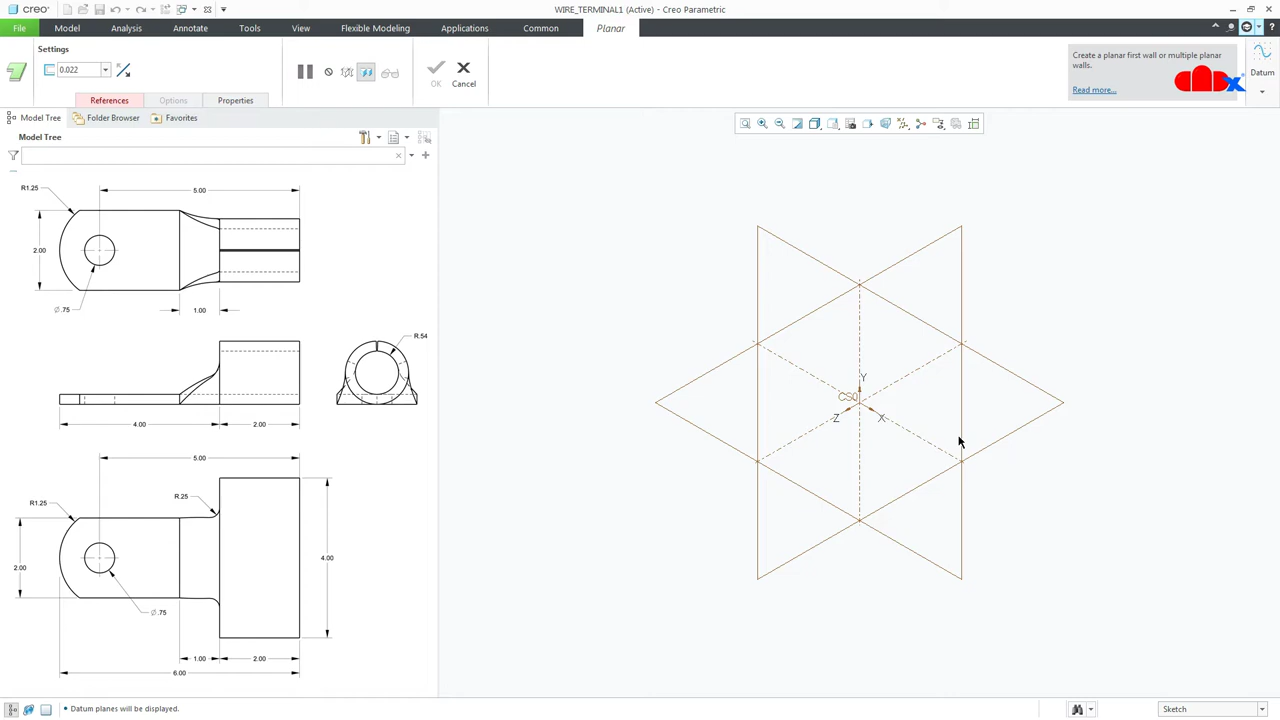 creo
WIRE_TERMINAL1 (Active) - Creo Parametric
File Model Analysis Annotate Tools View Flexible Modeling Applications Common Planar
Settings
0.022
OK Cancel
References Options Properties
Create a planar first wall or multiple planar
walls.
Read more...
Datum
Model Tree Folder Browser Favorites
Model Tree
R1.25
5.00
2.00
Ø.75
1.00
R.54
4.00 2.00
5.00
R1.25
R.25
2.00
4.00
Ø.75
1.00 2.00
6.00
Y
CS0
Z X
Datum planes will be displayed.
Sketch